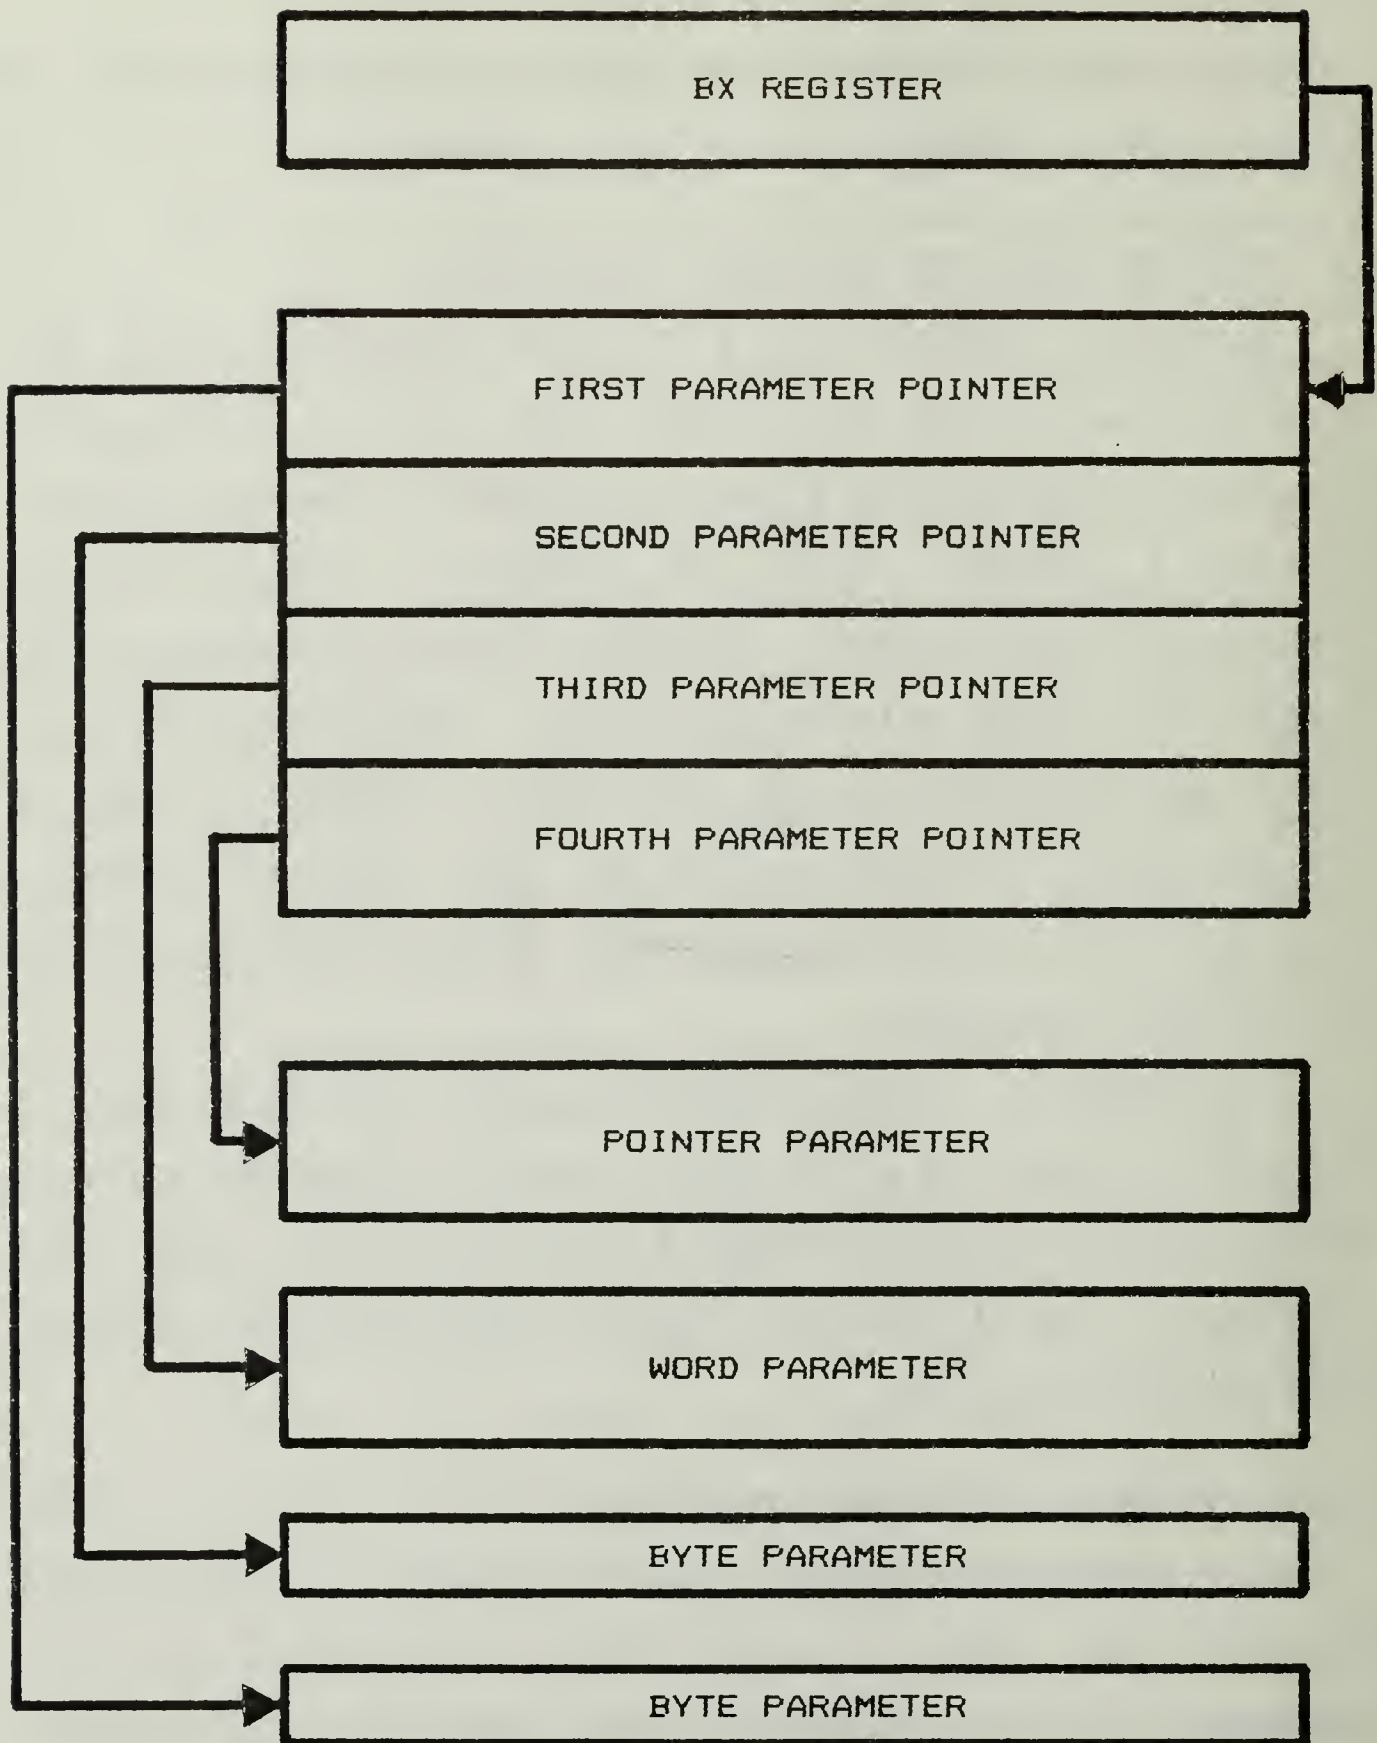 BX REGISTER
FIRST PARAMETER POINTER
SECOND PARAMETER POINTER
THIRD PARAMETER POINTER
FOURTH PARAMETER POINTER
POINTER PARAMETER
WORD PARAMETER
BYTE PARAMETER
BYTE PARAMETER